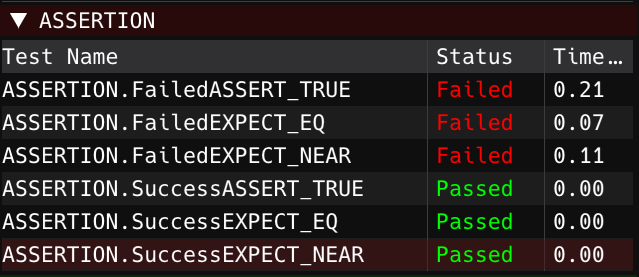 ▼ ASSERTION
Test Name Status Time…
ASSERTION.FailedASSERT_TRUE Failed 0.21
ASSERTION.FailedEXPECT_EQ Failed 0.07
ASSERTION.FailedEXPECT_NEAR Failed 0.11
ASSERTION.SuccessASSERT_TRUE Passed 0.00
ASSERTION.SuccessEXPECT_EQ Passed 0.00
ASSERTION.SuccessEXPECT_NEAR Passed 0.00